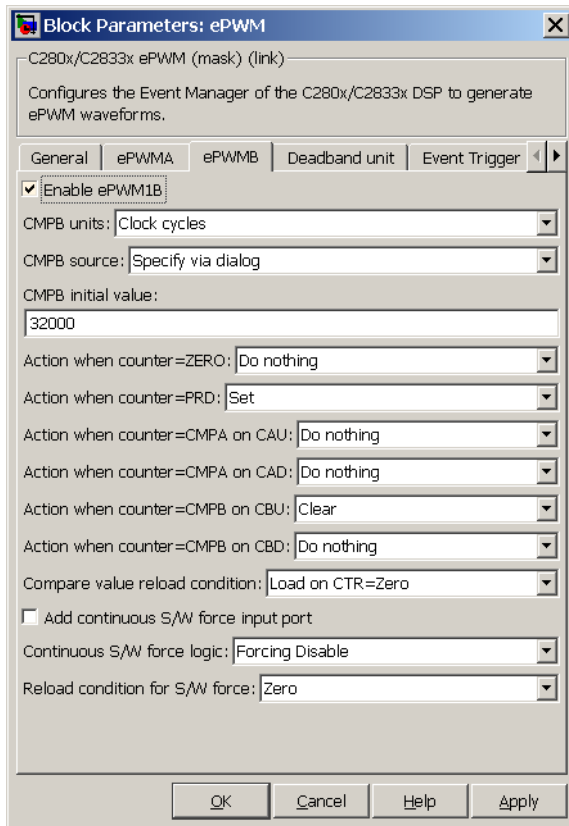 Block Parameters: ePWM
C280x/C2833x ePWM (mask) (link)
Configures the Event Manager of the C280x/C2833x DSP to generate
ePWM waveforms.
General ePWMA ePWMB Deadband unit Event Trigger
Enable ePWM1B
CMPB units: Clock cycles
CMPB source: Specify via dialog
CMPB initial value:
32000
Action when counter=ZERO: Do nothing
Action when counter=PRD: Set
Action when counter=CMPA on CAU: Do nothing
Action when counter=CMPA on CAD: Do nothing
Action when counter=CMPB on CBU: Clear
Action when counter=CMPB on CBD: Do nothing
Compare value reload condition: Load on CTR=Zero
Add continuous S/W force input port
Continuous S/W force logic: Forcing Disable
Reload condition for S/W force: Zero
OK Cancel Help Apply